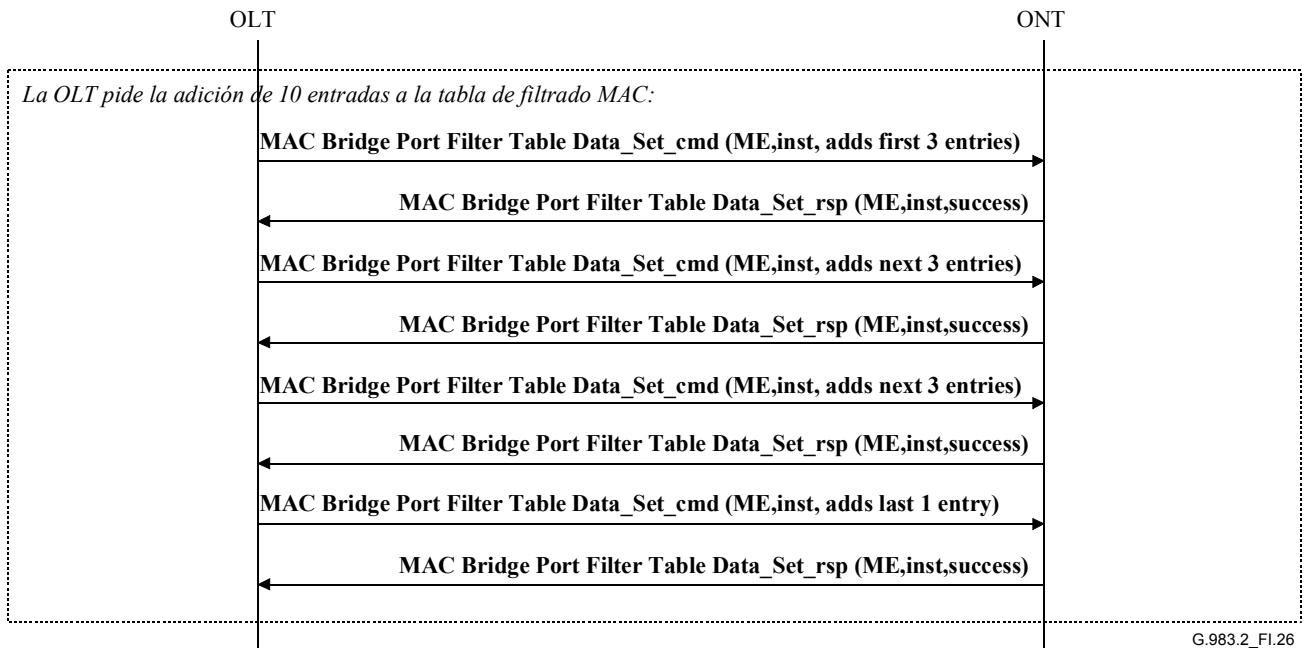 OLT ONT
La OLT pide la adición de 10 entradas a la tabla de filtrado MAC:
MAC Bridge Port Filter Table Data_Set_cmd (ME,inst, adds first 3 entries)
MAC Bridge Port Filter Table Data_Set_rsp (ME,inst,success)
MAC Bridge Port Filter Table Data_Set_cmd (ME,inst, adds next 3 entries)
MAC Bridge Port Filter Table Data_Set_rsp (ME,inst,success)
MAC Bridge Port Filter Table Data_Set_cmd (ME,inst, adds next 3 entries)
MAC Bridge Port Filter Table Data_Set_rsp (ME,inst,success)
MAC Bridge Port Filter Table Data_Set_cmd (ME,inst, adds last 1 entry)
MAC Bridge Port Filter Table Data_Set_rsp (ME,inst,success)
G.983.2_FI.26